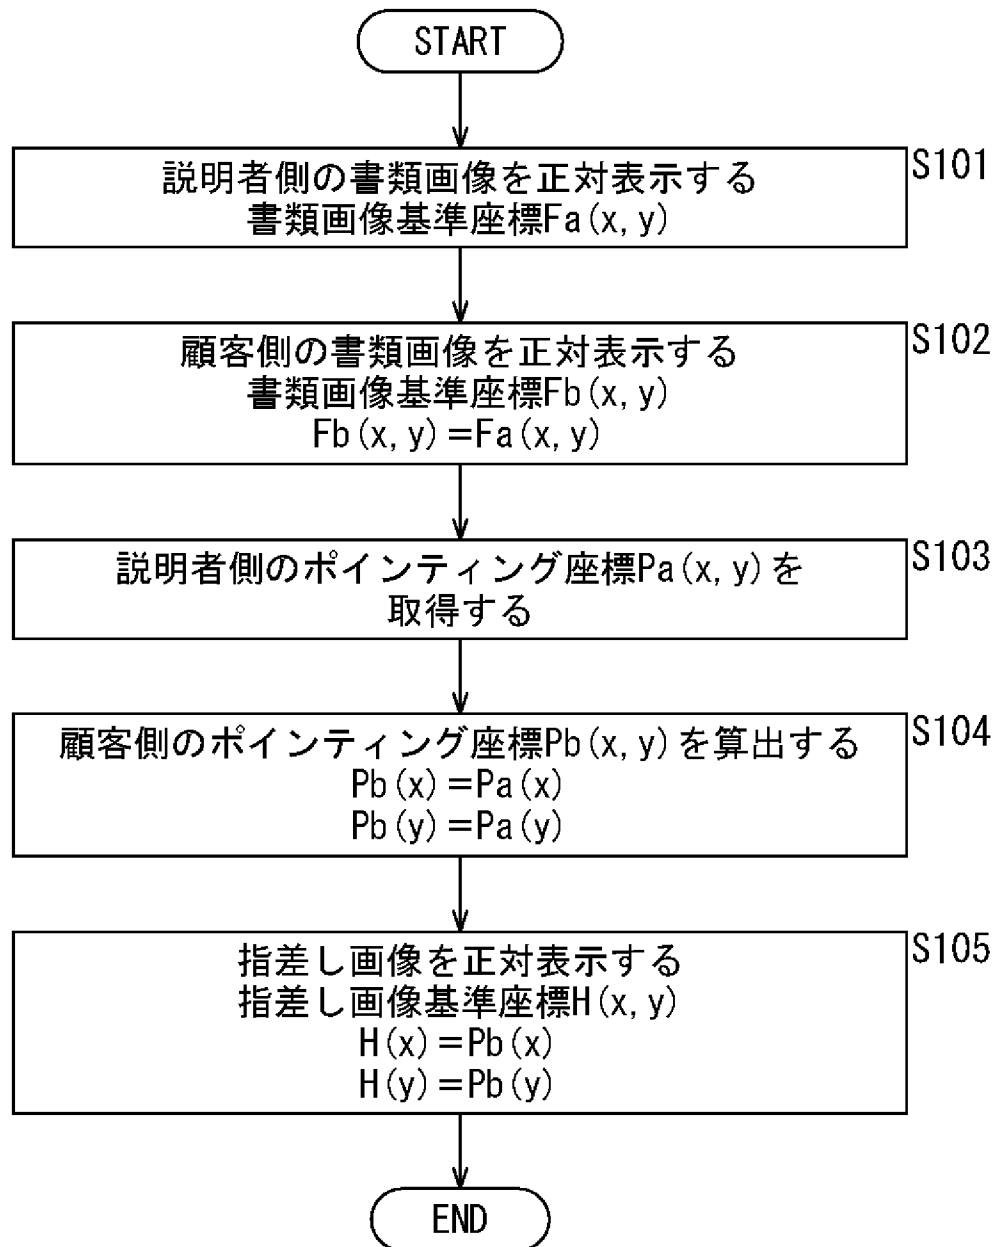 START
S101
説明者側の書類画像を正対表示する
書類画像基準座標Fa(x,y)
S102
顧客側の書類画像を正対表示する
書類画像基準座標Fb(x,y)
Fb(x,y)=Fa(x,y)
S103
説明者側のポインティング座標Pa(x,y)を
取得する
S104
顧客側のポインティング座標Pb(x,y)を算出する
Pb(x)=Pa(x)
Pb(y)=Pa(y)
S105
指差し画像を正対表示する
指差し画像基準座標H(x,y)
H(x)=Pb(x)
H(y)=Pb(y)
END